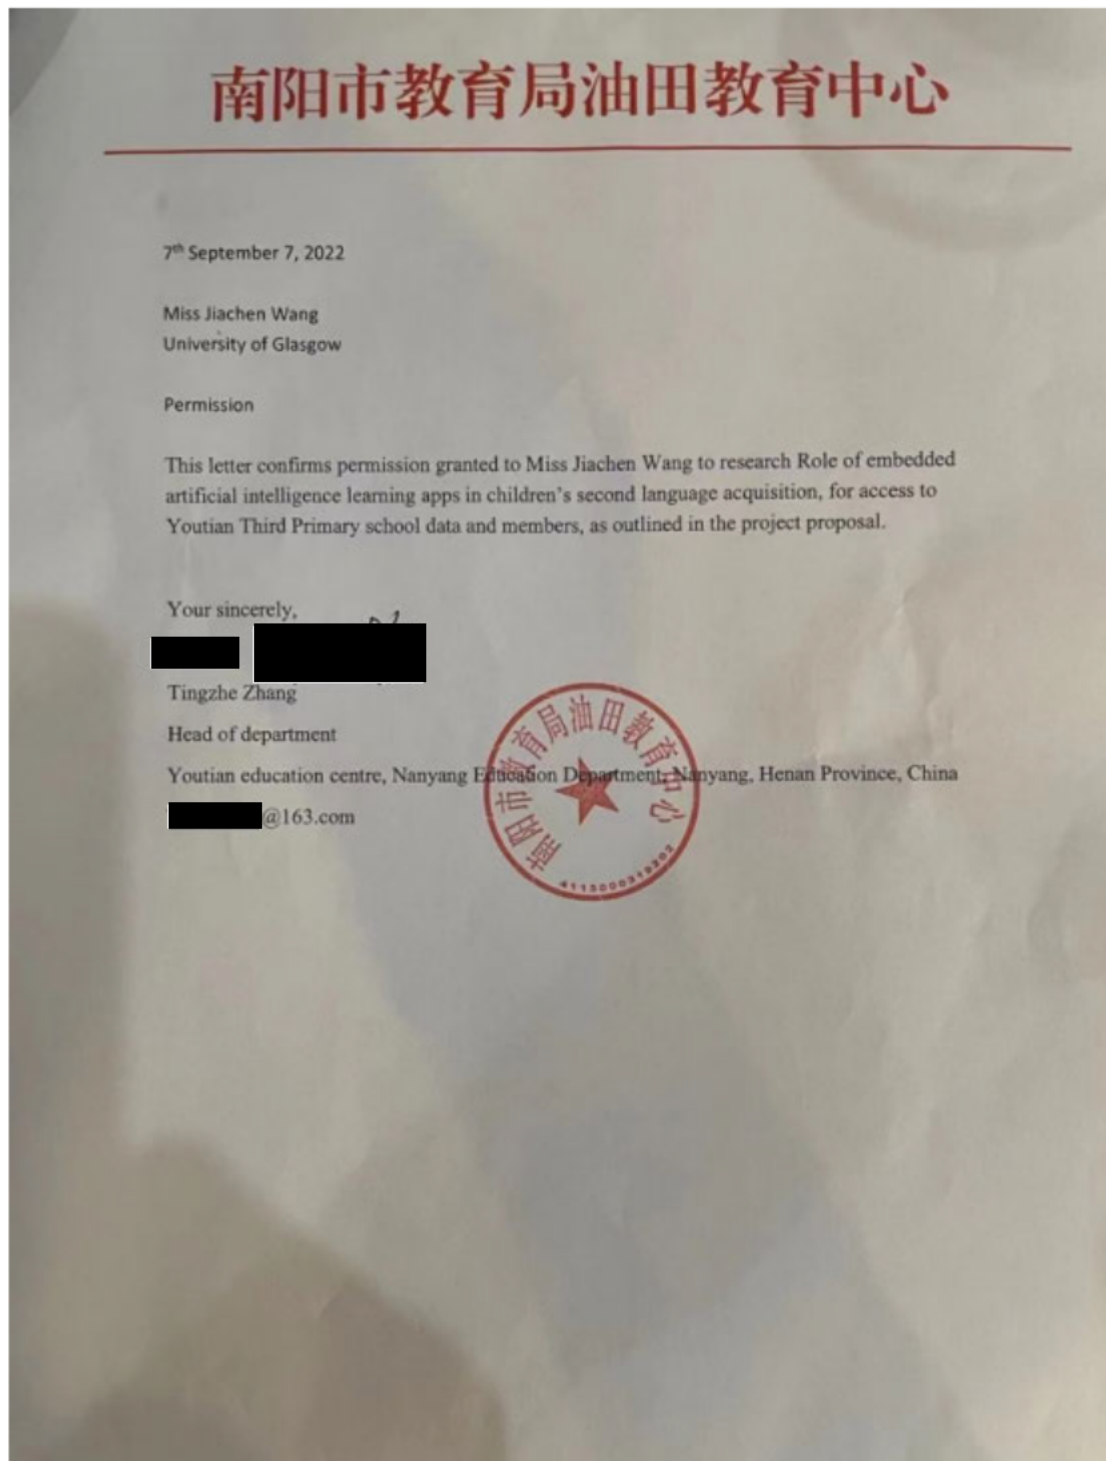 南阳市教育局油田教育中心
7th September 7, 2022
Miss Jiachen Wang
University of Glasgow
Permission
This letter confirms permission granted to Miss Jiachen Wang to research Role of embedded
artificial intelligence learning apps in children's second language acquisition, for access to
Youtian Third Primary school data and members, as outlined in the project proposal.
Your sincerely,
Tingzhe Zhang
Head of department
Youtian education centre, Nanyang Education Department, Nanyang, Henan Province, China
@163.com
南阳市教育局油田教育中心